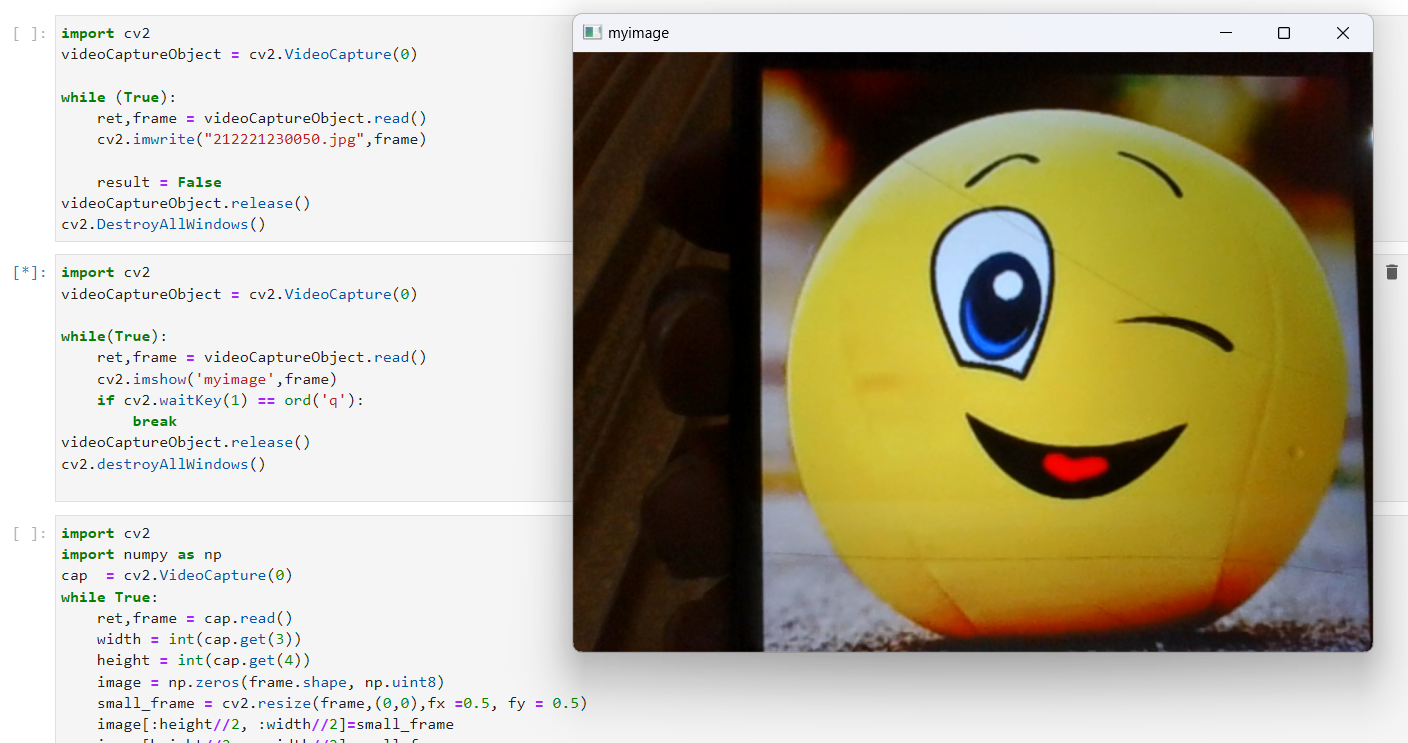 [ ]:
import cv2
videoCaptureObject = cv2.VideoCapture(0)
while (True):
    ret,frame = videoCaptureObject.read()
    cv2.imwrite("212221230050.jpg",frame)
    result = False
videoCaptureObject.release()
cv2.DestroyAllWindows()
myimage
[*]:
import cv2
videoCaptureObject = cv2.VideoCapture(0)
while(True):
    ret,frame = videoCaptureObject.read()
    cv2.imshow('myimage',frame)
    if cv2.waitKey(1) == ord('q'):
        break
videoCaptureObject.release()
cv2.destroyAllWindows()
[ ]:
import cv2
import numpy as np
cap  = cv2.VideoCapture(0)
while True:
    ret,frame = cap.read()
    width = int(cap.get(3))
    height = int(cap.get(4))
    image = np.zeros(frame.shape, np.uint8)
    small_frame = cv2.resize(frame,(0,0),fx =0.5, fy = 0.5)
    image[:height//2, :width//2]=small_frame